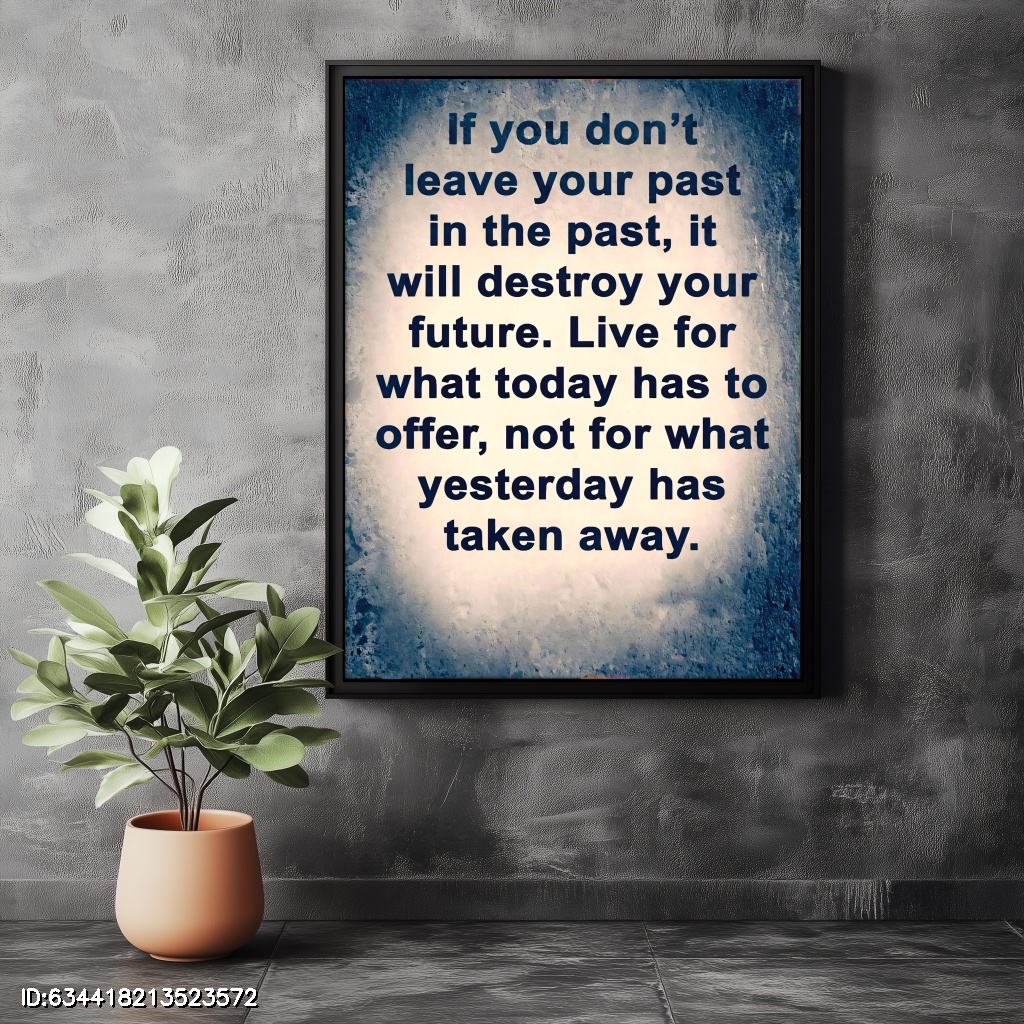 If you don't
leave your past
in the past, it
will destroy your
future. Live for
what today has to
offer, not for what
yesterday has
taken away.
ID:634418213523572